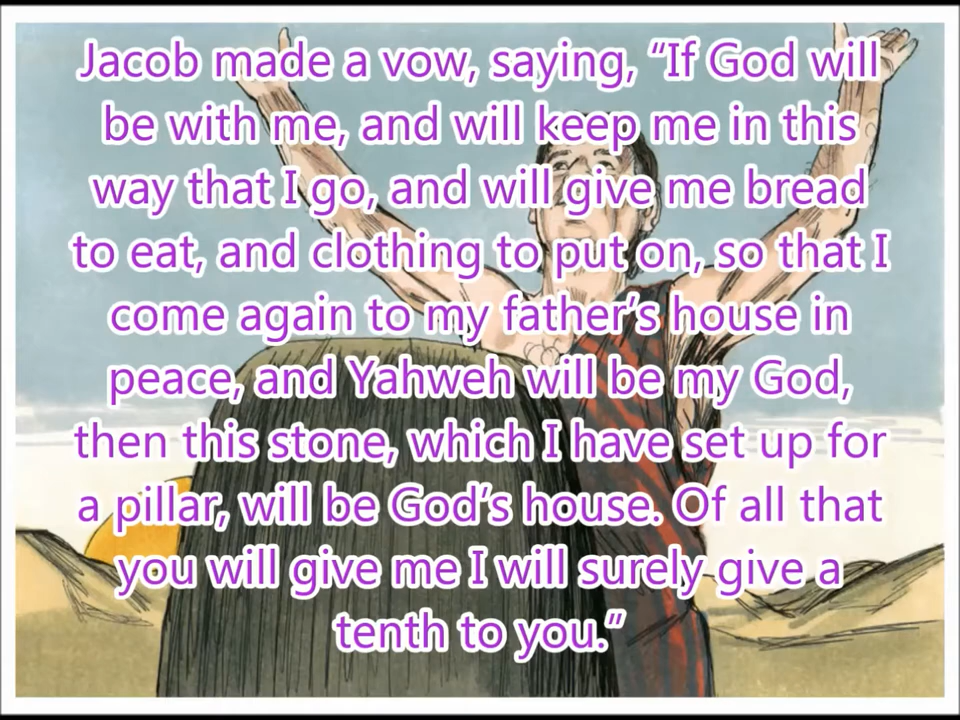 Jacob made a vow, saying, “If God will
be with me, and will keep me in this
way that I go, and will give me bread
to eat, and clothing to put on, so that I
come again to my father’s house in
peace, and Yahweh will be my God,
then this stone, which I have set up for
a pillar, will be God’s house. Of all that
you will give me I will surely give a
tenth to you.”